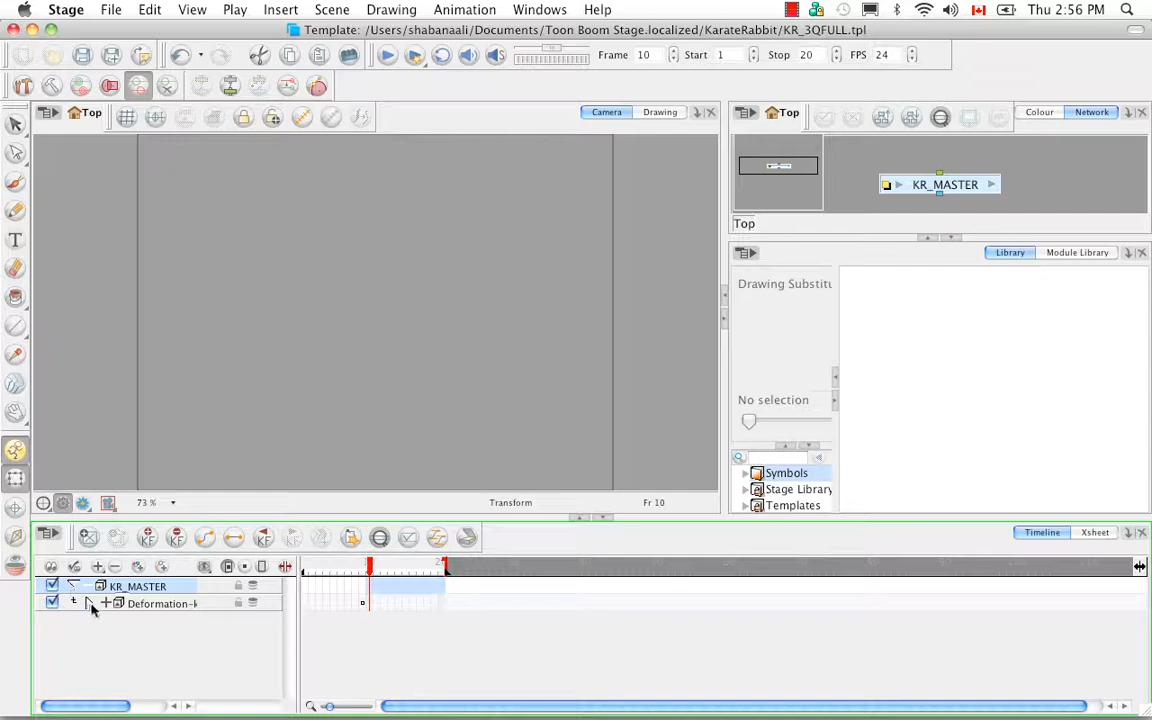 Stage File Edit View Play Insert Scene Drawing Animation Windows Help Thu 2:56 PM
Template: /Users/shabanaali/Documents/Toon Boom Stage.localized/KarateRabbit/KR_3QFULL.tpl
Frame 10 Start 1 Stop 20 FPS 24
Top Camera Drawing Top Colour Network
KR_MASTER
Top
Library Module Library
Drawing Substitu
No selection
Symbols
Stage Library
Templates
73 % Transform Fr 10
Timeline Xsheet
KR_MASTER
Deformation-k